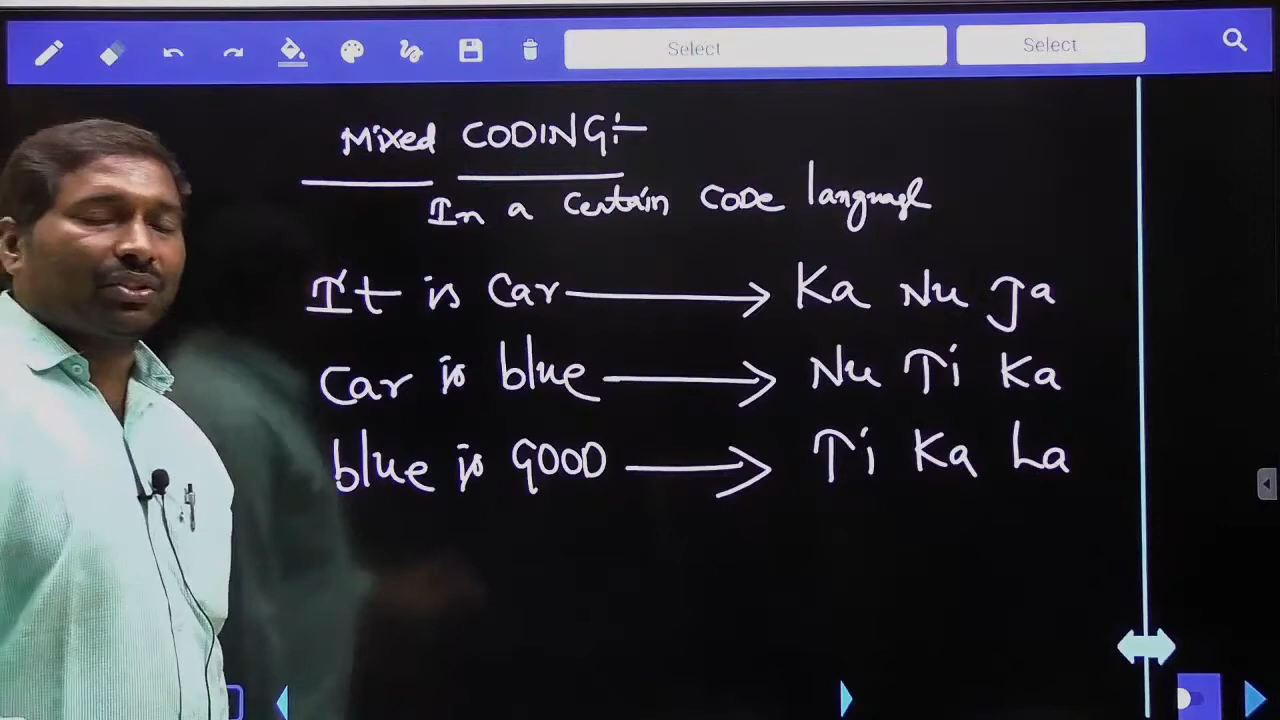 Select Select
Mixed CODING:-
In a certain CODE language
It is Car → Ka Nu Ja
Car is blue → Nu Ti Ka
blue is GOOD → Ti Ka La